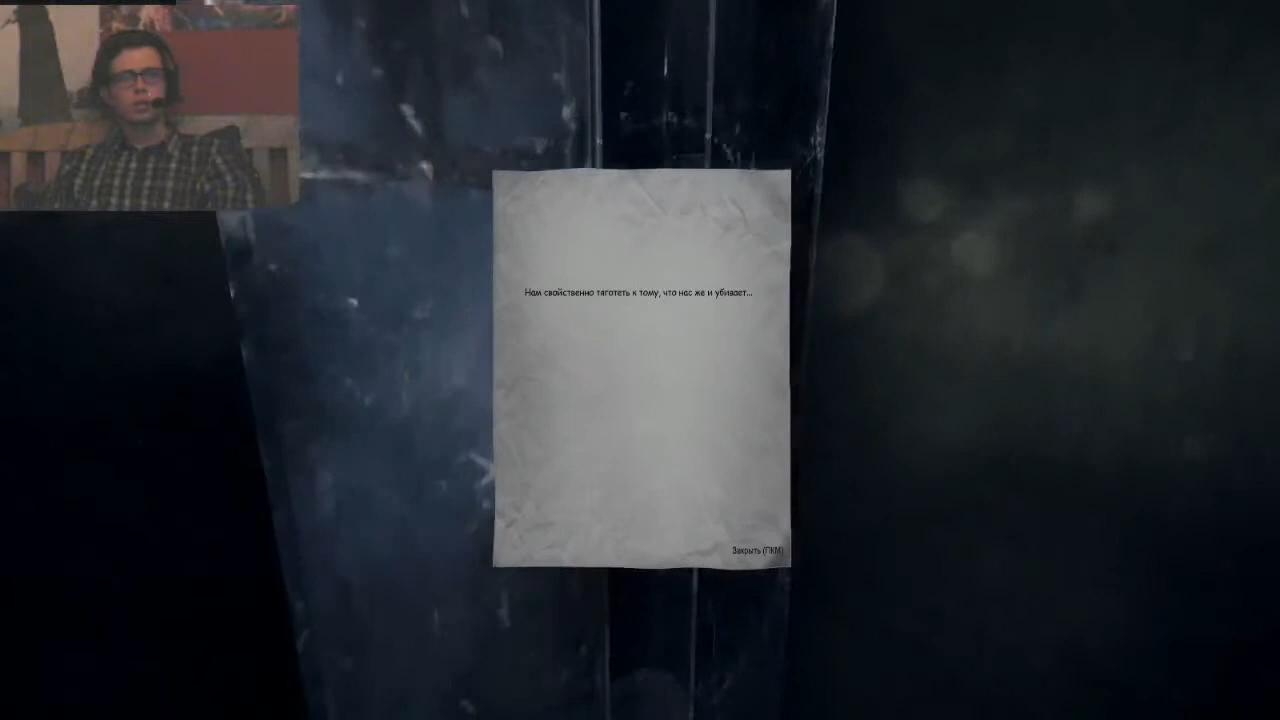 Нам свойственно тяготеть к тому, что нас же и убивает...
Закрыть (ПКМ)